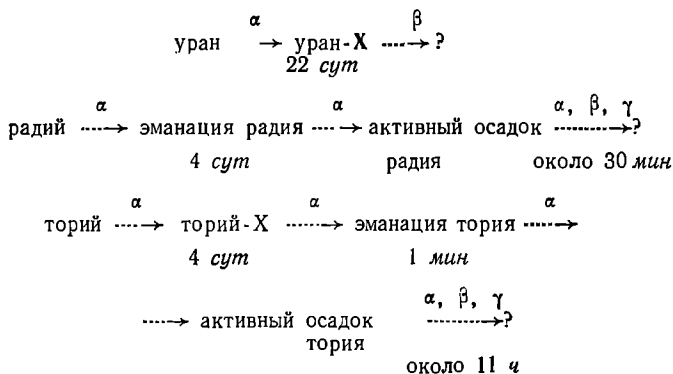 α β
уран ⟶ уран-X ┄┄→ ?
22 сут
α α α, β, γ
радий ┄┄→ эманация радия ┄┄→ активный осадок ┄┄→?
4 сут радия около 30 мин
α α α
торий ┄┄→ торий-X ┄┄→ эманация тория ┄┄→
4 сут 1 мин
α, β, γ
┄┄→ активный осадок ┄┄→?
тория
около 11 ч